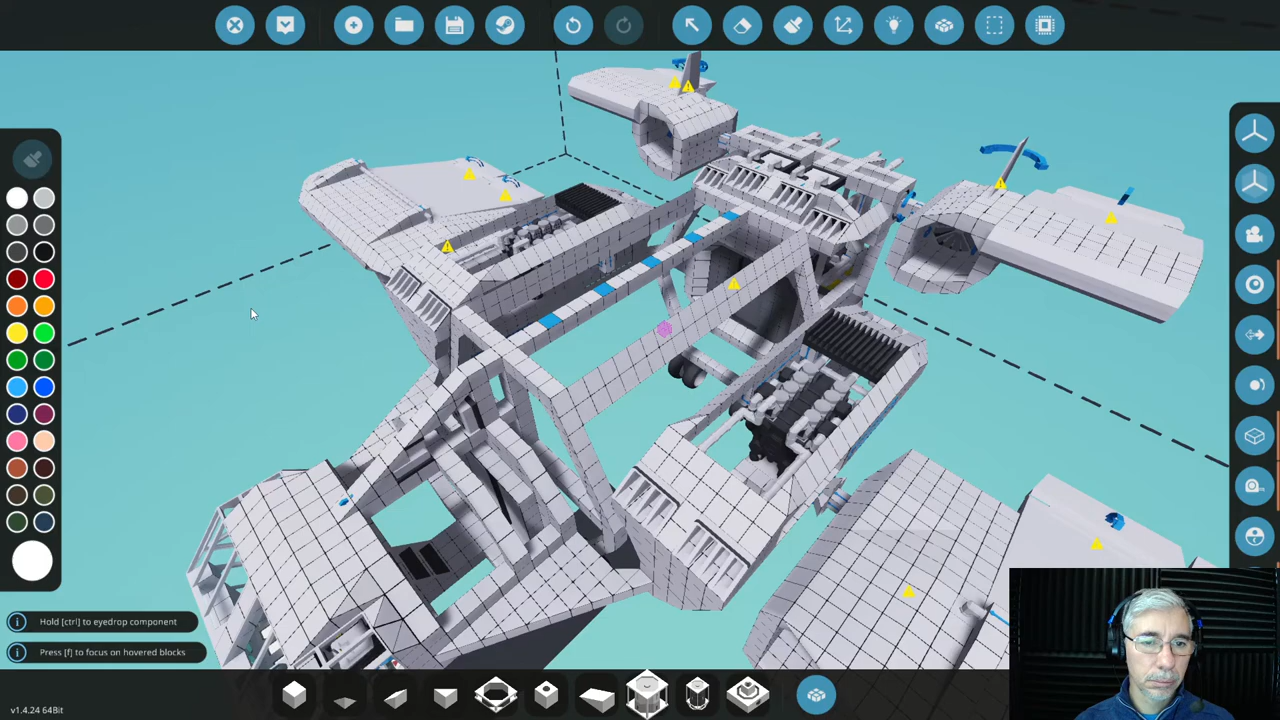 Hold [ctrl] to eyedrop component
Press [f] to focus on hovered blocks
v1.4.24 64Bit